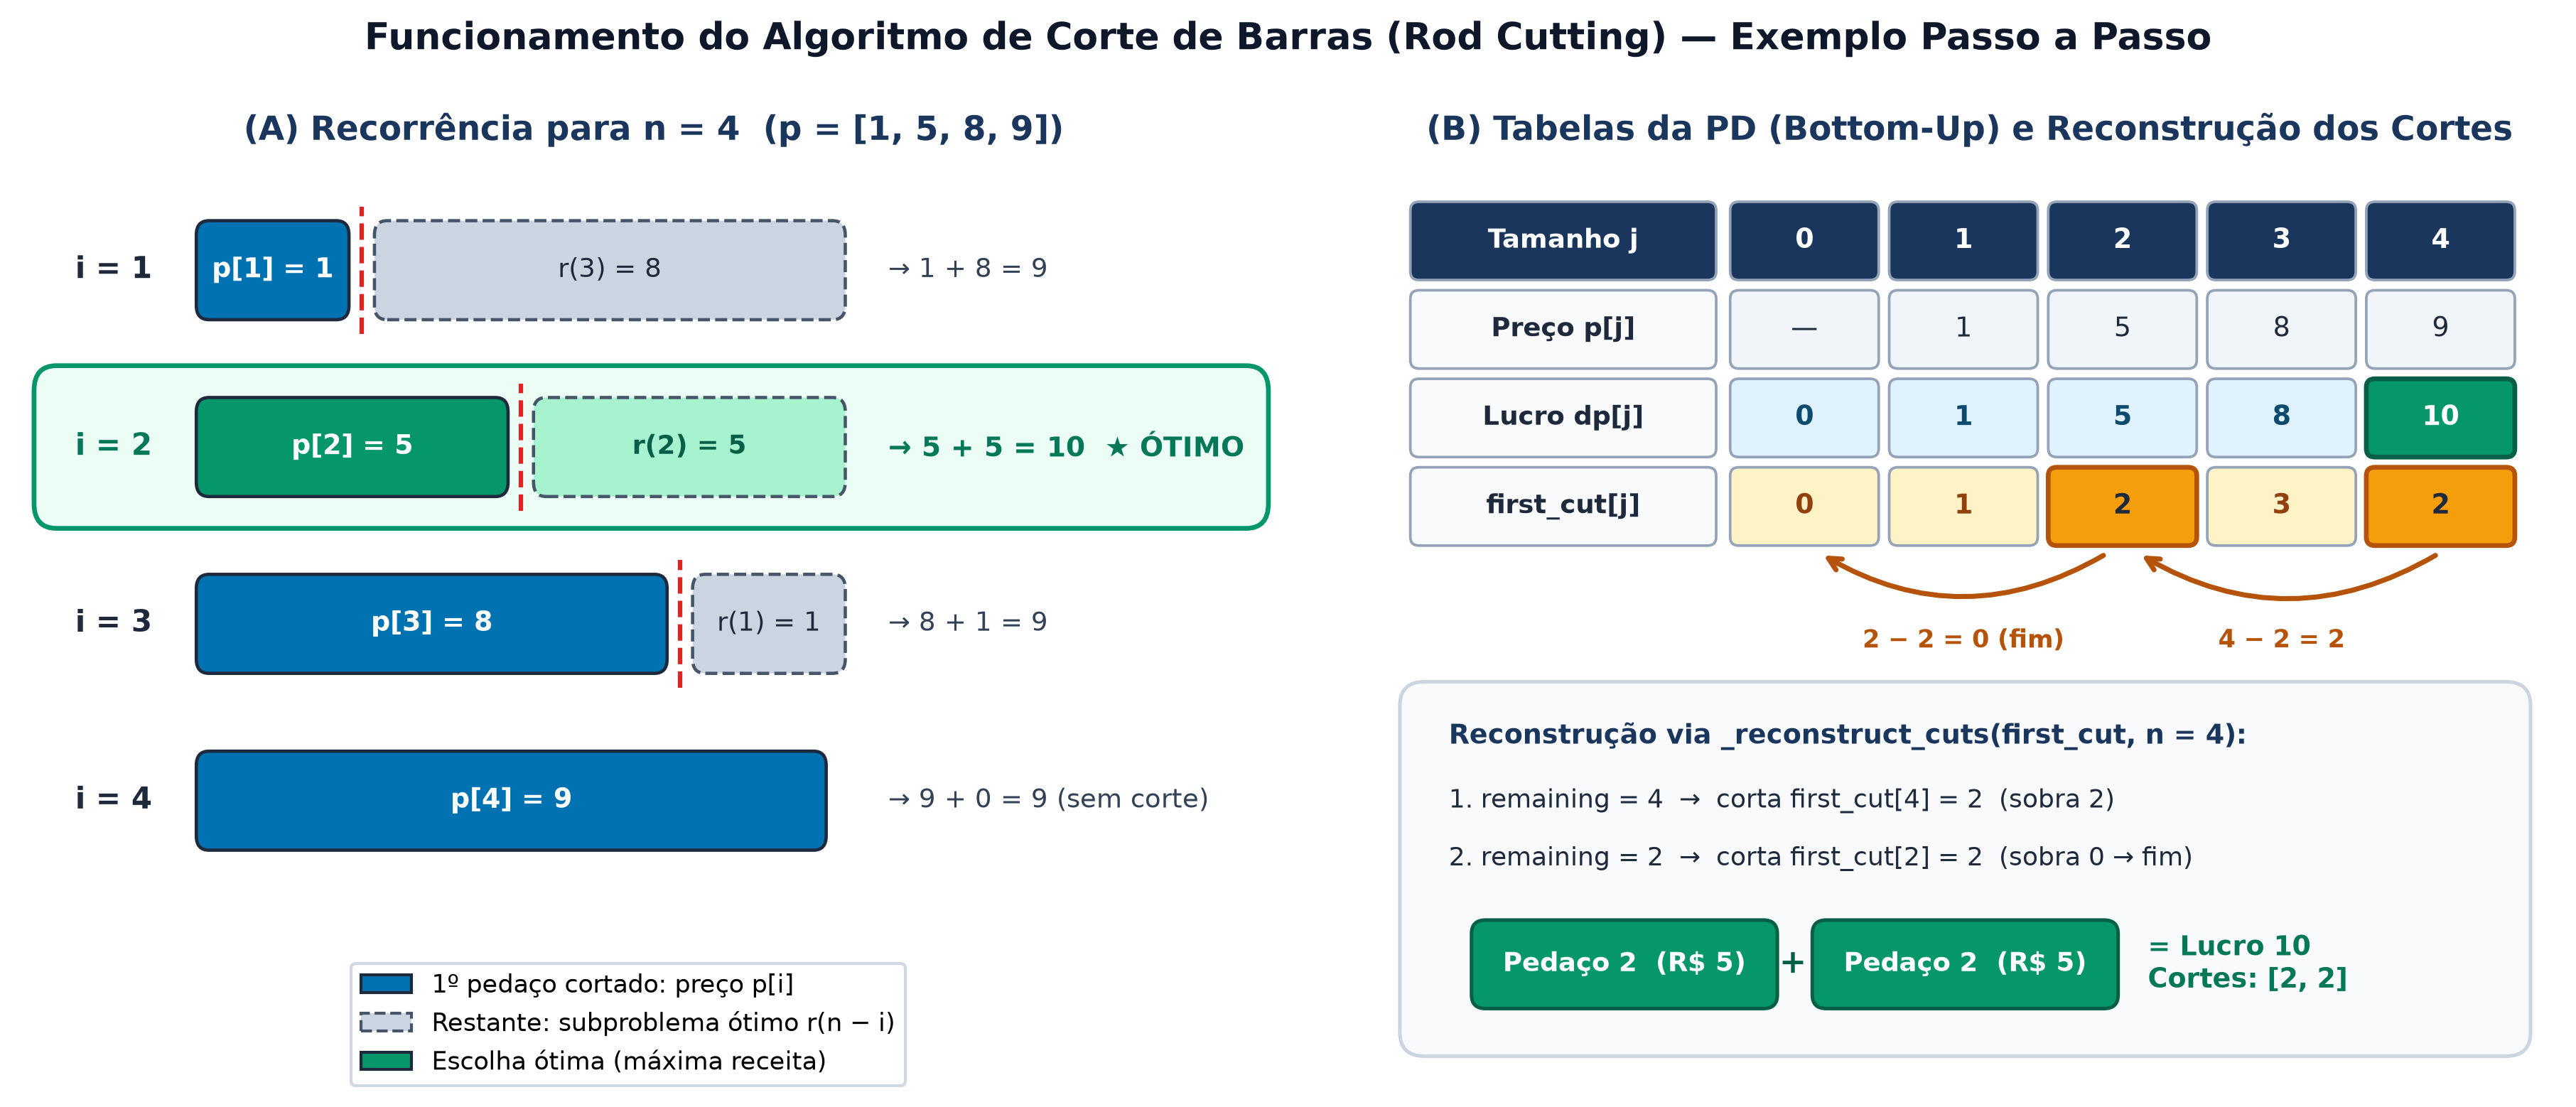 Funcionamento do Algoritmo de Corte de Barras (Rod Cutting) — Exemplo Passo a Passo
(A) Recorrência para n = 4 (p = [1, 5, 8, 9])
i = 1 p[1] = 1 r(3) = 8 → 1 + 8 = 9
i = 2 p[2] = 5 r(2) = 5 → 5 + 5 = 10 ★ ÓTIMO
i = 3 p[3] = 8 r(1) = 1 → 8 + 1 = 9
i = 4 p[4] = 9 → 9 + 0 = 9 (sem corte)
1º pedaço cortado: preço p[i]
Restante: subproblema ótimo r(n − i)
Escolha ótima (máxima receita)
(B) Tabelas da PD (Bottom-Up) e Reconstrução dos Cortes
Tamanho j 0 1 2 3 4
Preço p[j] — 1 5 8 9
Lucro dp[j] 0 1 5 8 10
first_cut[j] 0 1 2 3 2
2 − 2 = 0 (fim) 4 − 2 = 2
Reconstrução via _reconstruct_cuts(first_cut, n = 4):
1. remaining = 4 → corta first_cut[4] = 2 (sobra 2)
2. remaining = 2 → corta first_cut[2] = 2 (sobra 0 → fim)
Pedaço 2 (R$ 5) + Pedaço 2 (R$ 5)
= Lucro 10
Cortes: [2, 2]